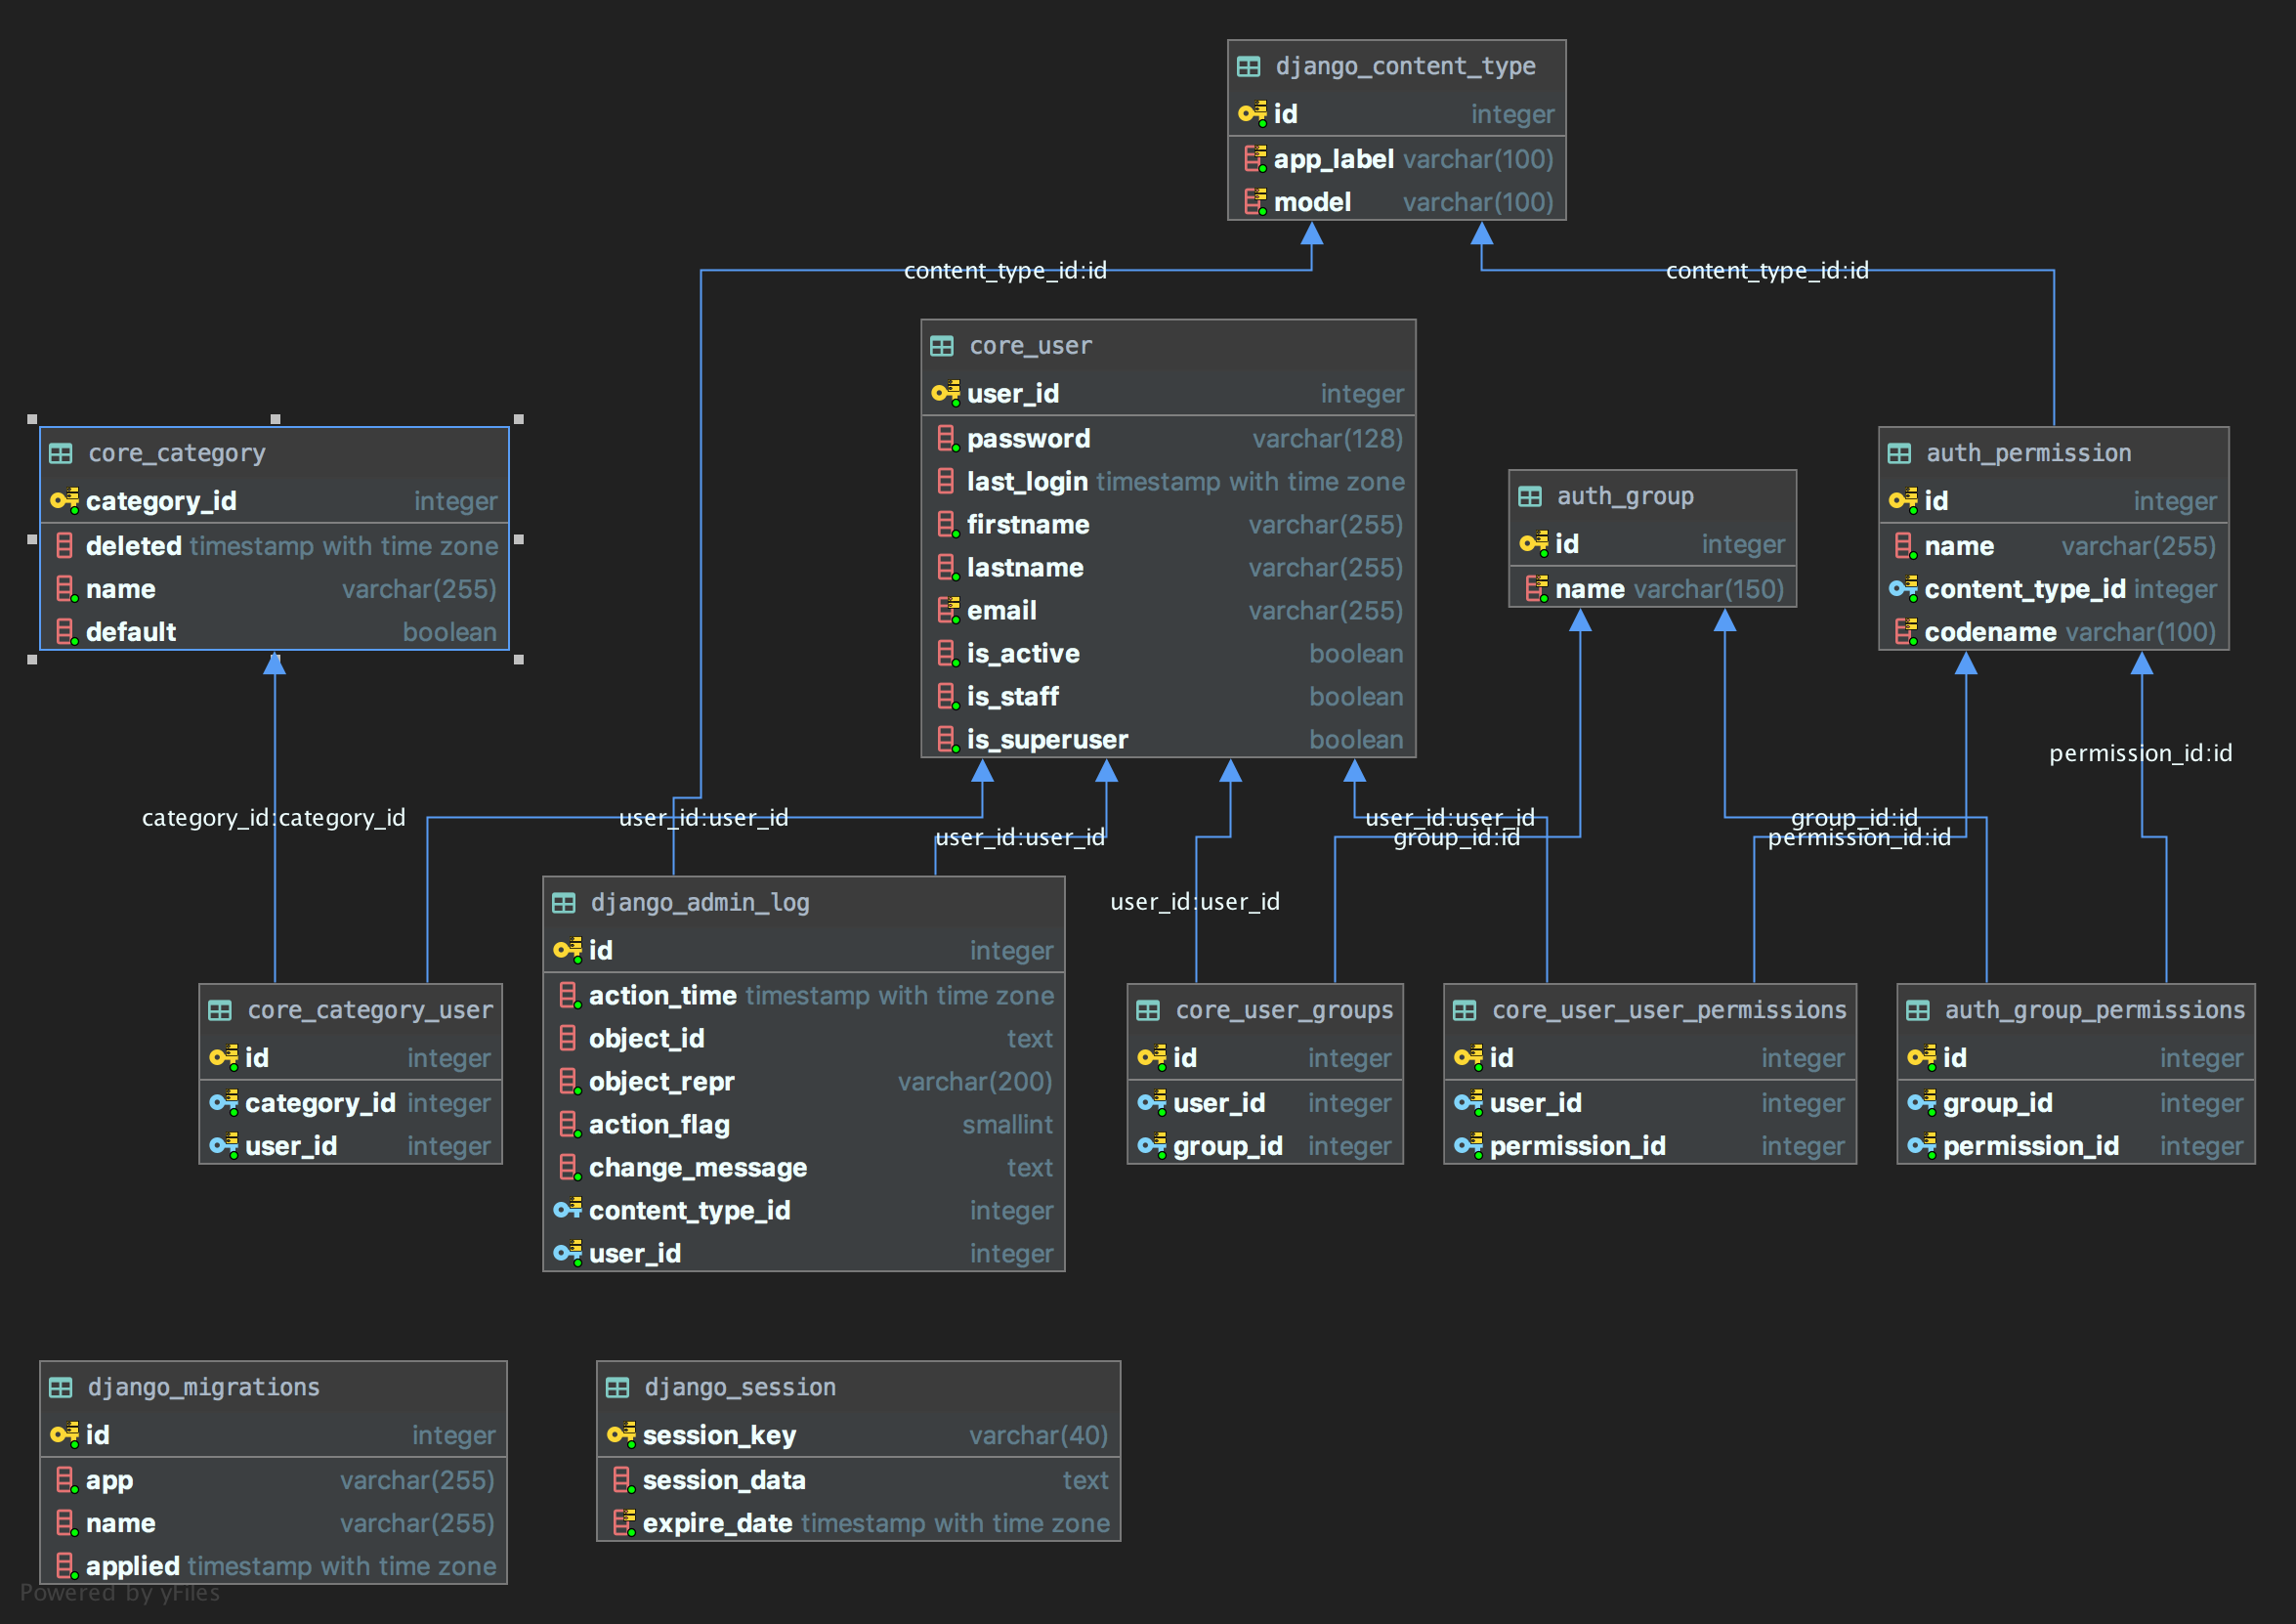 django_content_type
id integer
app_label varchar(100)
model varchar(100)
content_type_id:id
content_type_id:id
core_user
user_id integer
password varchar(128)
last_login timestamp with time zone
firstname varchar(255)
lastname varchar(255)
email varchar(255)
is_active boolean
is_staff boolean
is_superuser boolean
core_category
category_id integer
deleted timestamp with time zone
name varchar(255)
default boolean
auth_group
id integer
name varchar(150)
auth_permission
id integer
name varchar(255)
content_type_id integer
codename varchar(100)
permission_id:id
category_id:category_id
user_id:user_id
user_id:user_id
user_id:user_id
group_id:id
group_id:id
permission_id:id
user_id:user_id
django_admin_log
id integer
action_time timestamp with time zone
object_id text
object_repr varchar(200)
action_flag smallint
change_message text
content_type_id integer
user_id integer
core_category_user
id integer
category_id integer
user_id integer
core_user_groups
id integer
user_id integer
group_id integer
core_user_user_permissions
id integer
user_id integer
permission_id integer
auth_group_permissions
id integer
group_id integer
permission_id integer
django_migrations
id integer
app varchar(255)
name varchar(255)
applied timestamp with time zone
django_session
session_key varchar(40)
session_data text
expire_date timestamp with time zone
Powered by yFiles